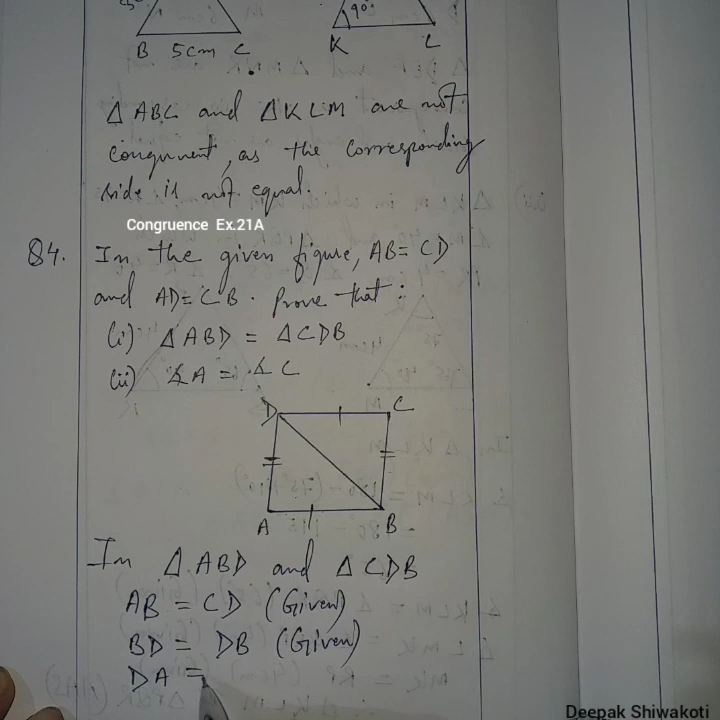 B 5cm C
K 90° L
Δ ABC and Δ KLM are not
congruent, as the corresponding
side is not equal.
Congruence Ex.21A
Q4. In the given figure, AB = CD
and AD = CB. Prove that:
(i) Δ ABD = Δ CDB
(ii) ∡A = ∡C
D C
A B
In Δ ABD and Δ CDB
AB = CD (Given)
BD = DB (Given)
DA =
Deepak Shiwakoti